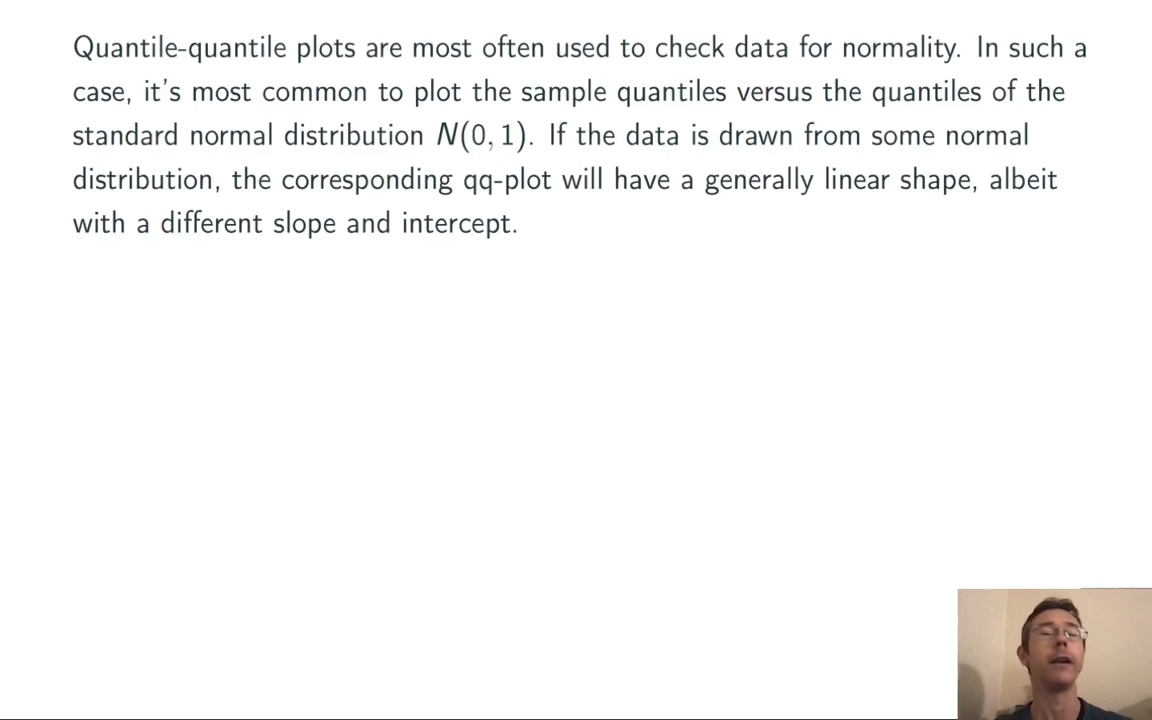 Quantile-quantile plots are most often used to check data for normality. In such a
case, it's most common to plot the sample quantiles versus the quantiles of the
standard normal distribution N(0, 1). If the data is drawn from some normal
distribution, the corresponding qq-plot will have a generally linear shape, albeit
with a different slope and intercept.